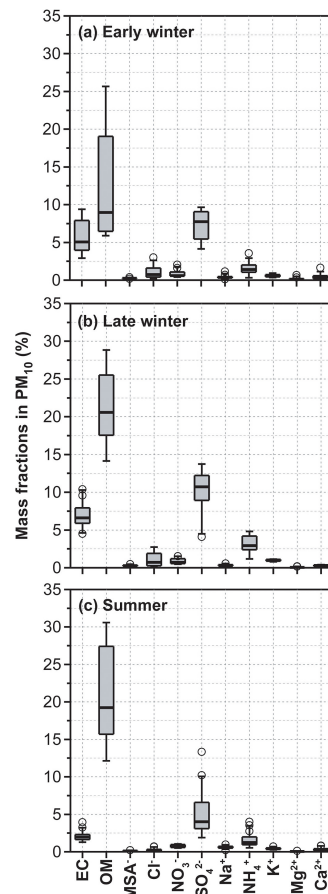 35
(a) Early winter
30
25
20
15
10
5
0
35
(b) Late winter
30
25
20
15
10
5
0
Mass fractions in PM₁₀ (%)
35
(c) Summer
30
25
20
15
10
5
0
EC
OM
MSA⁻
Cl⁻
NO₃⁻
SO₄²⁻
Na⁺
NH₄⁺
K⁺
Mg²⁺
Ca²⁺